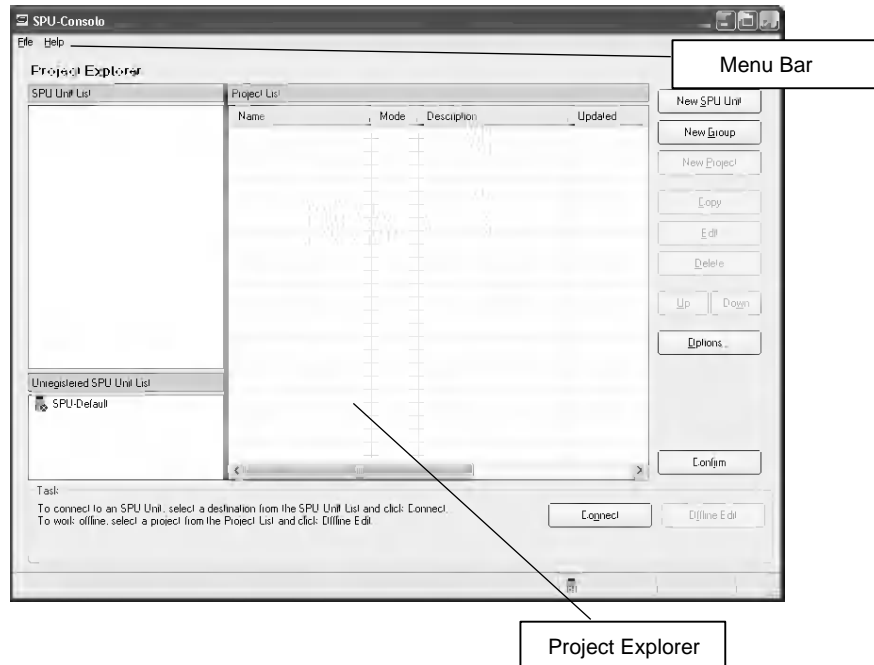 SPU-Console
File Help
Menu Bar
Project Explorer
SPU Unit List
Project List
Name Mode Description Updated
New SPU Unit
New Group
New Project
Copy
Edit
Delete
Up Down
Options...
Unregistered SPU Unit List
SPU-Default
Confirm
Task
To connect to an SPU Unit, select a destination from the SPU Unit List and click Connect.
To work offline, select a project from the Project List and click Offline Edit.
Connect
Offline Edit
Project Explorer